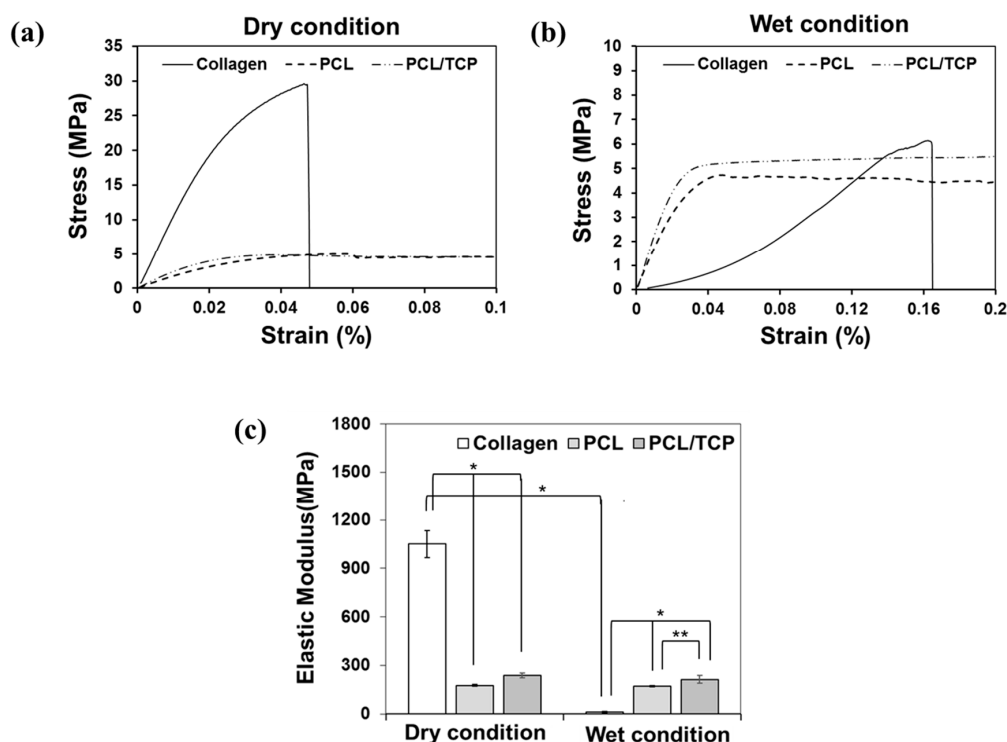 (a)
Dry condition
35
30
25
20
15
10
5
0
Stress (MPa)
Collagen PCL PCL/TCP
0 0.02 0.04 0.06 0.08 0.1
Strain (%)
(b)
Wet condition
10
9
8
7
6
5
4
3
2
1
0
Stress (MPa)
Collagen PCL PCL/TCP
0 0.04 0.08 0.12 0.16 0.2
Strain (%)
(c)
1800
1500
1200
900
600
300
0
Elastic Modulus(MPa)
Collagen PCL PCL/TCP
*
*
*
**
Dry condition Wet condition